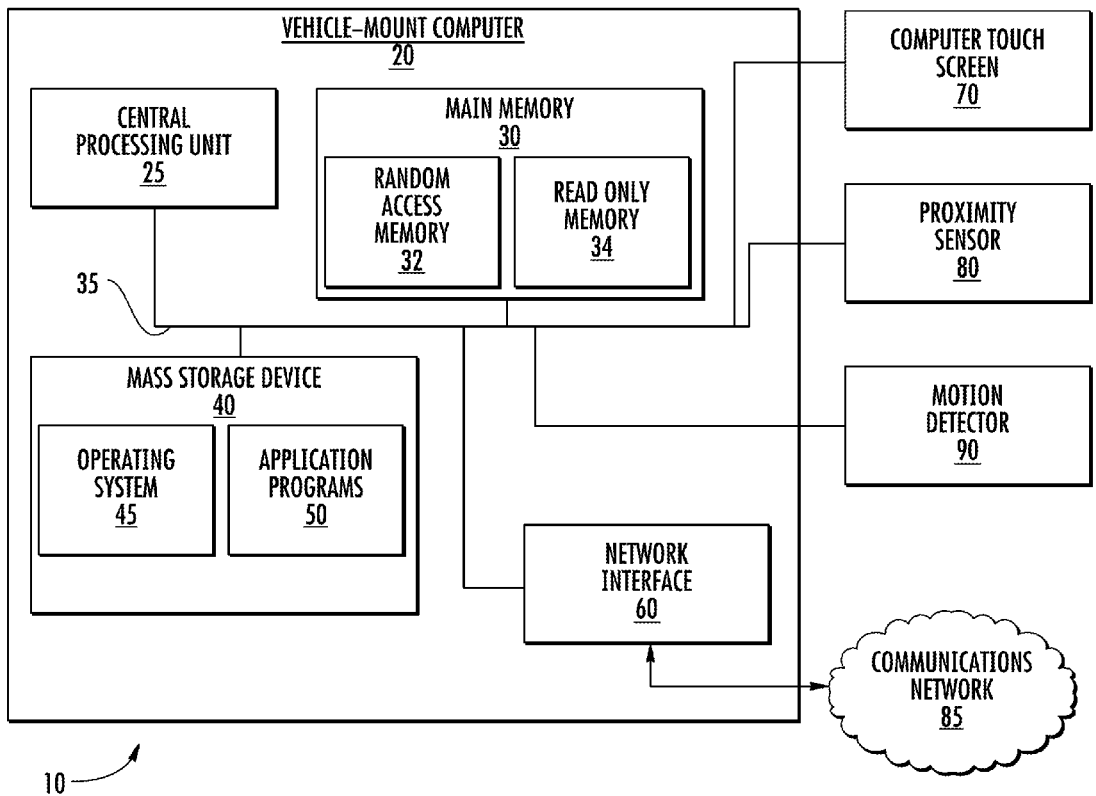 VEHICLE–MOUNT COMPUTER
20
CENTRAL
PROCESSING UNIT
25
MAIN MEMORY
30
RANDOM
ACCESS
MEMORY
32
READ ONLY
MEMORY
34
35
MASS STORAGE DEVICE
40
OPERATING
SYSTEM
45
APPLICATION
PROGRAMS
50
NETWORK
INTERFACE
60
COMPUTER TOUCH
SCREEN
70
PROXIMITY
SENSOR
80
MOTION
DETECTOR
90
COMMUNICATIONS
NETWORK
85
10